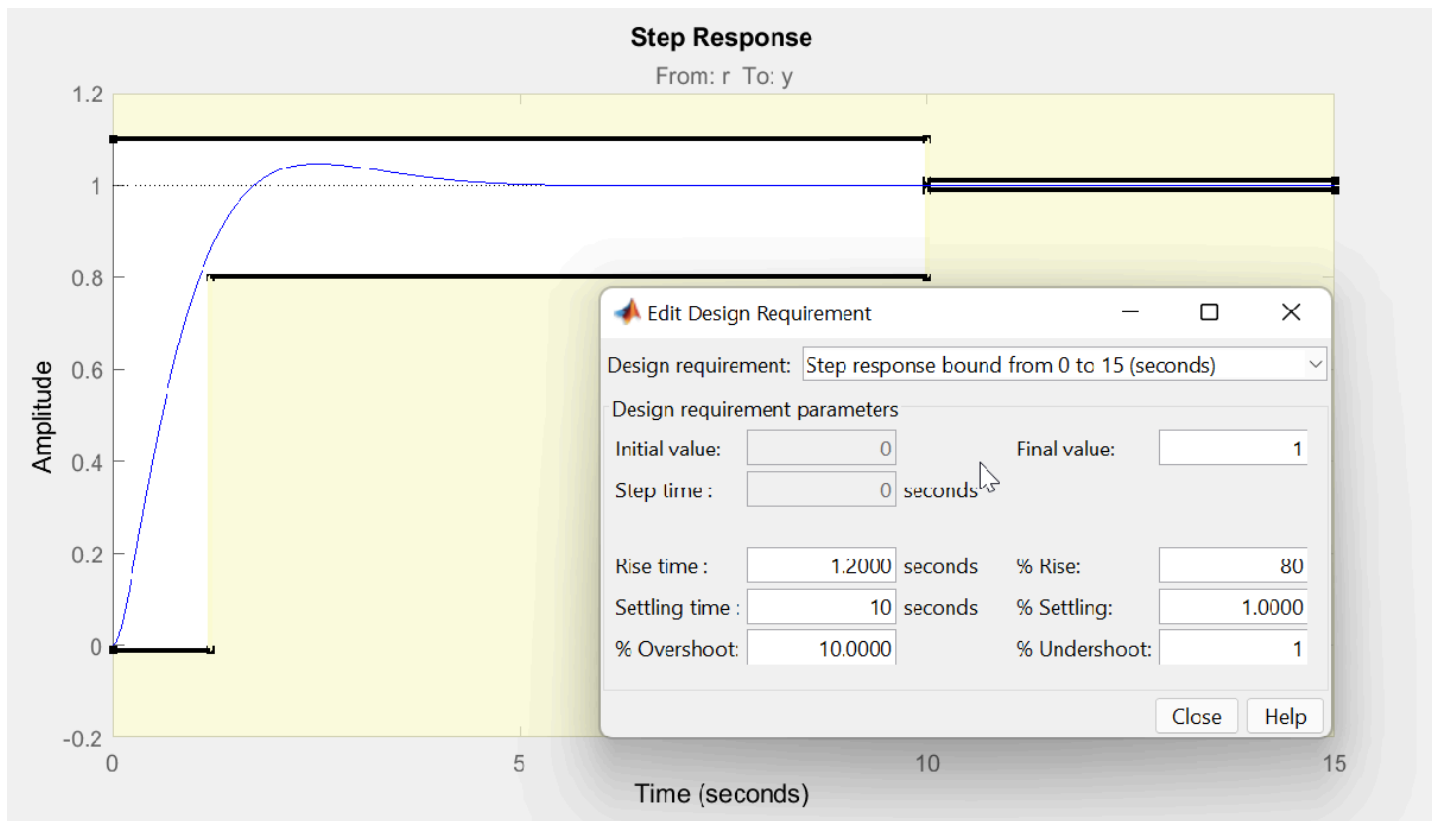 Step Response
From: r  To: y
1.2
1
0.8
0.6
0.4
0.2
0
-0.2
Amplitude
0
5
10
15
Time (seconds)
Edit Design Requirement
Design requirement: Step response bound from 0 to 15 (seconds)
Design requirement parameters
Initial value: 0 Final value: 1
Step time : 0 seconds
Rise time : 1.2000 seconds % Rise: 80
Settling time : 10 seconds % Settling: 1.0000
% Overshoot: 10.0000 % Undershoot: 1
Close Help